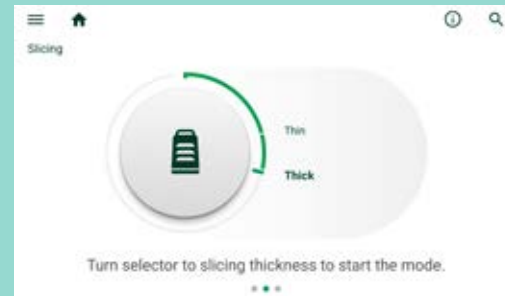 Slicing
Thin
Thick
Turn selector to slicing thickness to start the mode.